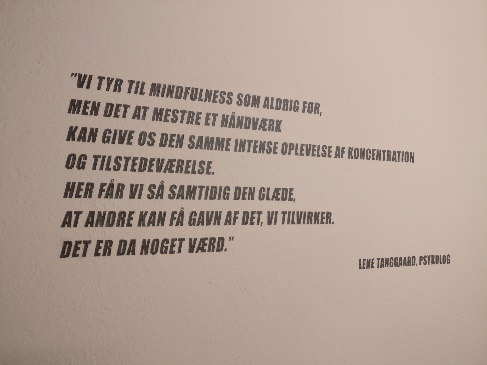 "VI TYR TIL MINDFULNESS SOM ALDRIG FØR,
MEN DET AT MESTRE ET HÅNDVÆRK
KAN GIVE OS DEN SAMME INTENSE OPLEVELSE AF KONCENTRATION
OG TILSTEDEVÆRELSE.
HER FÅR VI SÅ SAMTIDIG DEN GLÆDE,
AT ANDRE KAN FÅ GAVN AF DET, VI TILVIRKER.
DET ER DA NOGET VÆRD."
LENE TANGGAARD, PSYKOLOG